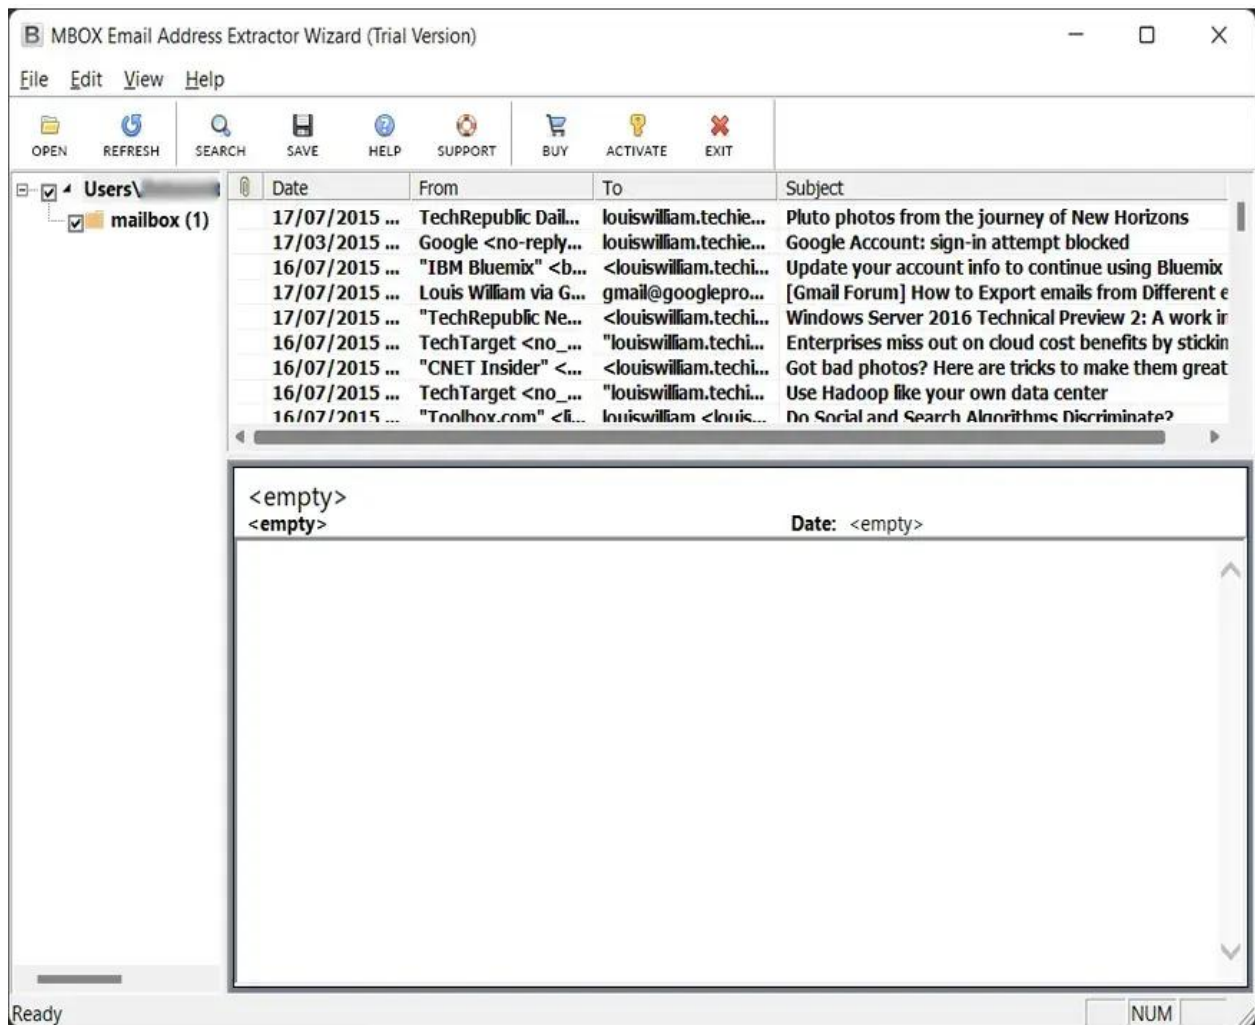 B MBOX Email Address Extractor Wizard (Trial Version)
File Edit View Help
OPEN REFRESH SEARCH SAVE HELP SUPPORT BUY ACTIVATE EXIT
Users\
mailbox (1)
Date From To Subject
17/07/2015 ... TechRepublic Dail... louiswilliam.techie... Pluto photos from the journey of New Horizons
17/03/2015 ... Google <no-reply... louiswilliam.techie... Google Account: sign-in attempt blocked
16/07/2015 ... "IBM Bluemix" <b... <louiswilliam.techi... Update your account info to continue using Bluemix
17/07/2015 ... Louis William via G... gmail@googlepro... [Gmail Forum] How to Export emails from Different e
17/07/2015 ... "TechRepublic Ne... <louiswilliam.techi... Windows Server 2016 Technical Preview 2: A work in
16/07/2015 ... TechTarget <no_... "louiswilliam.techi... Enterprises miss out on cloud cost benefits by stickin
16/07/2015 ... "CNET Insider" <... <louiswilliam.techi... Got bad photos? Here are tricks to make them great
16/07/2015 ... TechTarget <no_... "louiswilliam.techi... Use Hadoop like your own data center
16/07/2015 ... "Toolbox.com" <li... louiswilliam <louis... Do Social and Search Algorithms Discriminate?
<empty>
<empty> Date: <empty>
Ready NUM